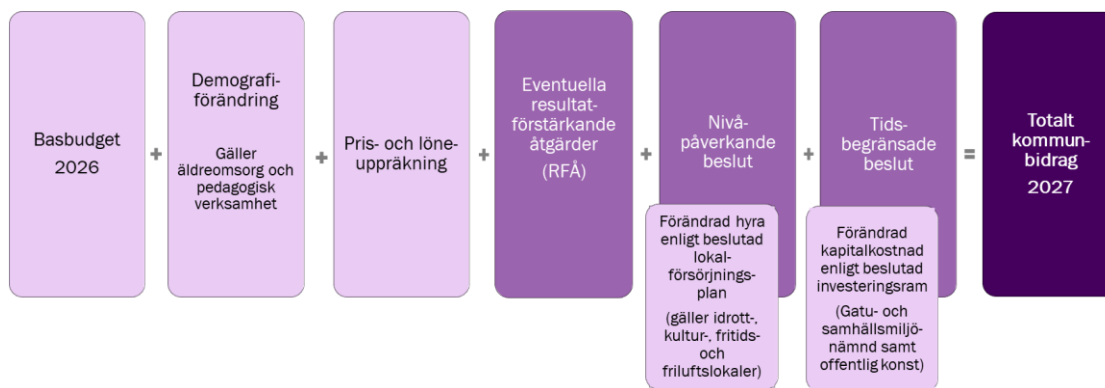 Basbudget
2026
+
Demografi-
förändring
Gäller
äldreomsorg och
pedagogisk
verksamhet
+
Pris- och löne-
uppräkning
+
Eventuella
resultat-
förstärkande
åtgärder
(RFÅ)
+
Nivå-
påverkande
beslut
Förändrad hyra
enligt beslutad
lokal-
försörjnings-
plan
(gäller idrott-,
kultur-, fritids-
och
friluftslokaler)
+
Tids-
begränsade
beslut
Förändrad
kapitalkostnad
enligt beslutad
investeringsram
(Gatu- och
samhällsmiljö-
nämnd samt
offentlig konst)
=
Totalt
kommun-
bidrag
2027